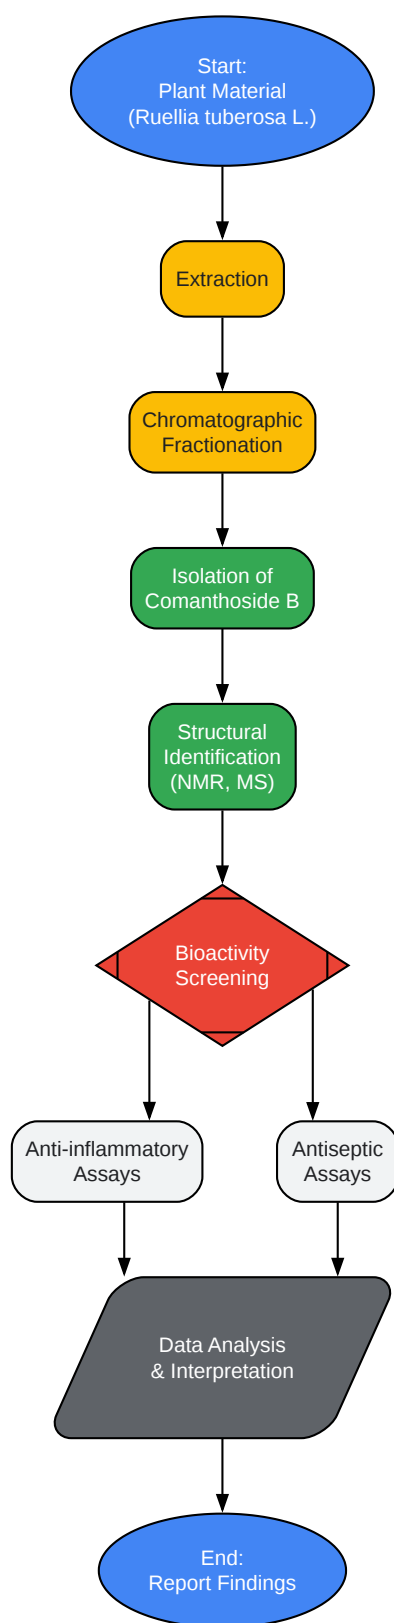 Start:
Plant Material
(Ruellia tuberosa L.)
Extraction
Chromatographic
Fractionation
Isolation of
Comanthoside B
Structural
Identification
(NMR, MS)
Bioactivity
Screening
Anti-inflammatory
Assays
Antiseptic
Assays
Data Analysis
& Interpretation
End:
Report Findings